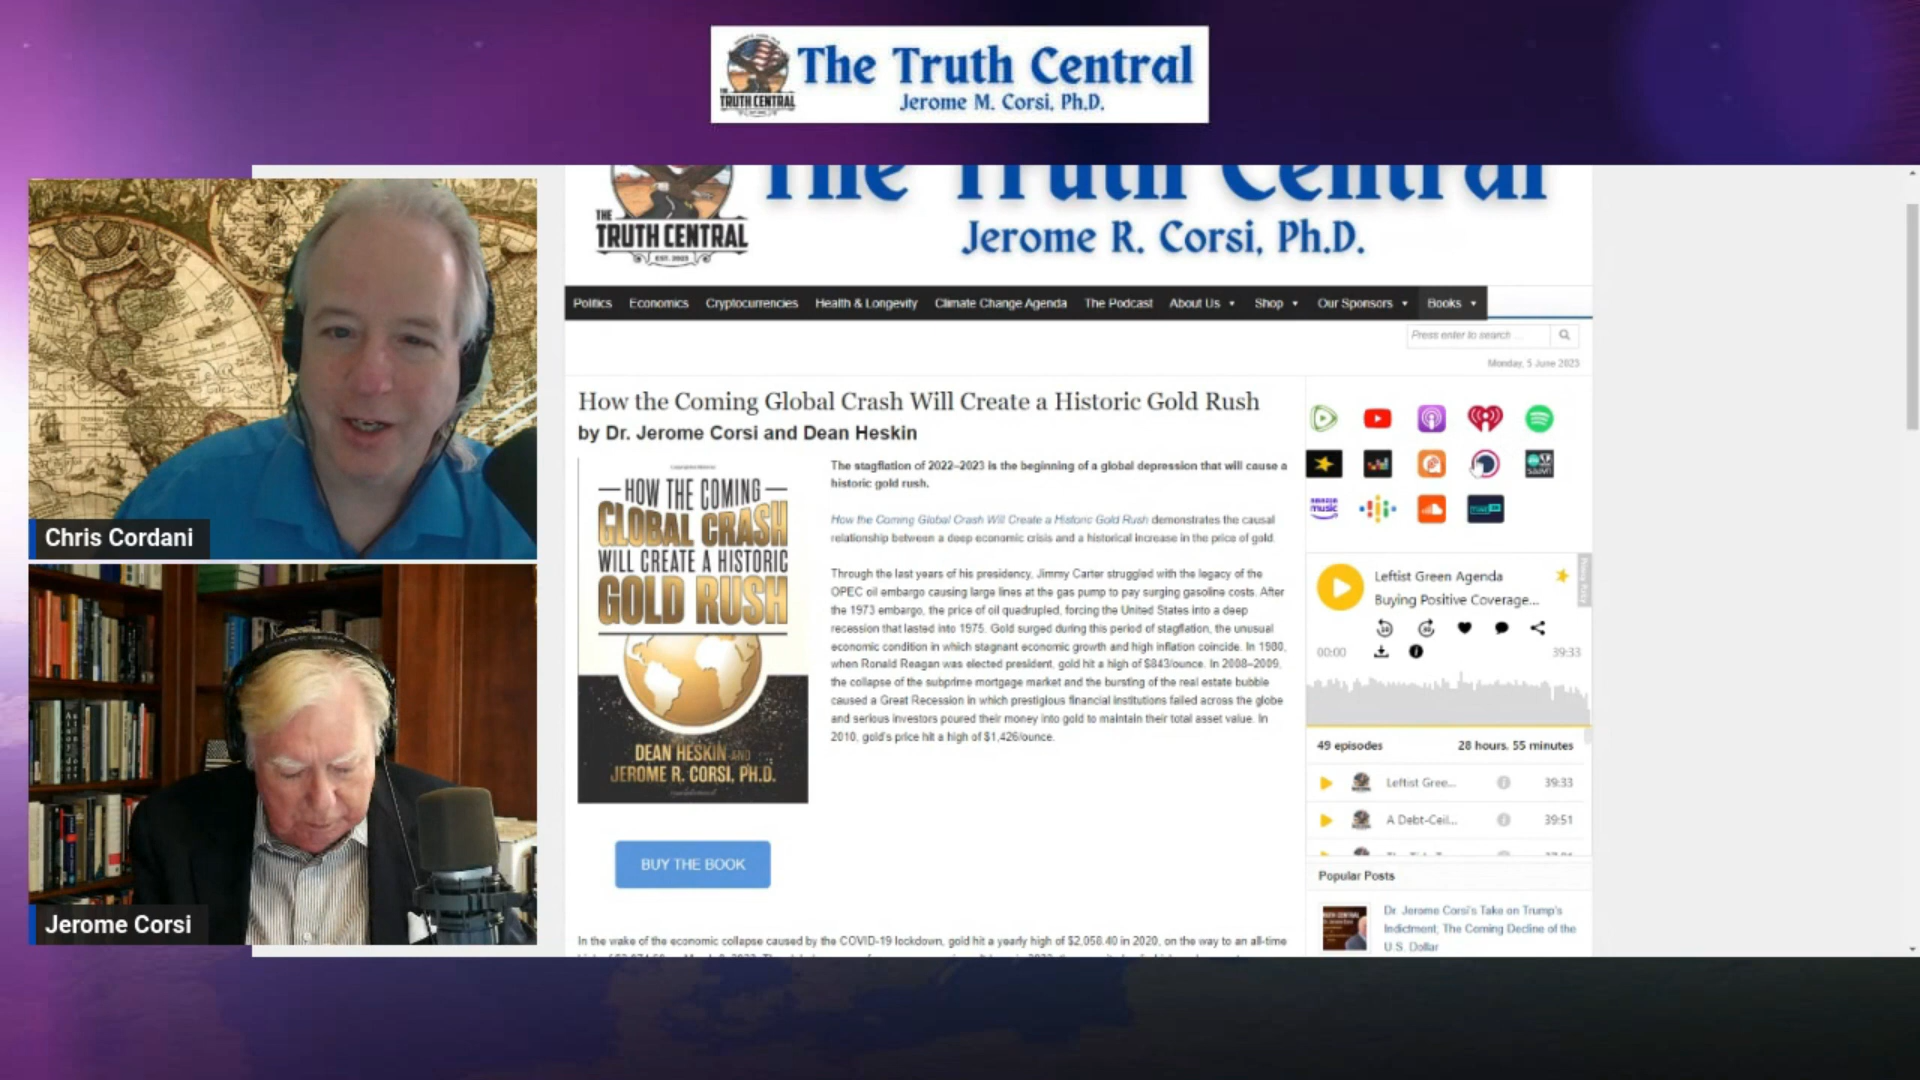 The Truth Central
Jerome M. Corsi, Ph.D.
TRUTH CENTRAL
The Truth Central
Jerome R. Corsi, Ph.D.
THE
TRUTH CENTRAL
EST. 2023
Politics Economics Cryptocurrencies Health & Longevity Climate Change Agenda The Podcast About Us Shop Our Sponsors Books
Press enter to search ...
Monday, 5 June 2023
How the Coming Global Crash Will Create a Historic Gold Rush
by Dr. Jerome Corsi and Dean Heskin
HOW THE COMING
GLOBAL CRASH
WILL CREATE A HISTORIC
GOLD RUSH
DEAN HESKIN AND
JEROME R. CORSI, PH.D.
The stagflation of 2022–2023 is the beginning of a global depression that will cause a
historic gold rush.
How the Coming Global Crash Will Create a Historic Gold Rush demonstrates the causal
relationship between a deep economic crisis and a historical increase in the price of gold.
Through the last years of his presidency, Jimmy Carter struggled with the legacy of the
OPEC oil embargo causing large lines at the gas pump to pay surging gasoline costs. After
the 1973 embargo, the price of oil quadrupled, forcing the United States into a deep
recession that lasted into 1975. Gold surged during this period of stagflation, the unusual
economic condition in which stagnant economic growth and high inflation coincide. In 1980,
when Ronald Reagan was elected president, gold hit a high of $843/ounce. In 2008–2009,
the collapse of the subprime mortgage market and the bursting of the real estate bubble
caused a Great Recession in which prestigious financial institutions failed across the globe
and serious investors poured their money into gold to maintain their total asset value. In
2010, gold's price hit a high of $1,426/ounce.
BUY THE BOOK
In the wake of the economic collapse caused by the COVID-19 lockdown, gold hit a yearly high of $2,058.40 in 2020, on the way to an all-time
amazon
music
Leftist Green Agenda
Buying Positive Coverage...
00:00
39:33
49 episodes 28 hours, 55 minutes
Leftist Gree... 39:33
A Debt-Ceil... 39:51
Popular Posts
Dr. Jerome Corsi's Take on Trump's
Indictment; The Coming Decline of the
U.S. Dollar
Chris Cordani
Jerome Corsi